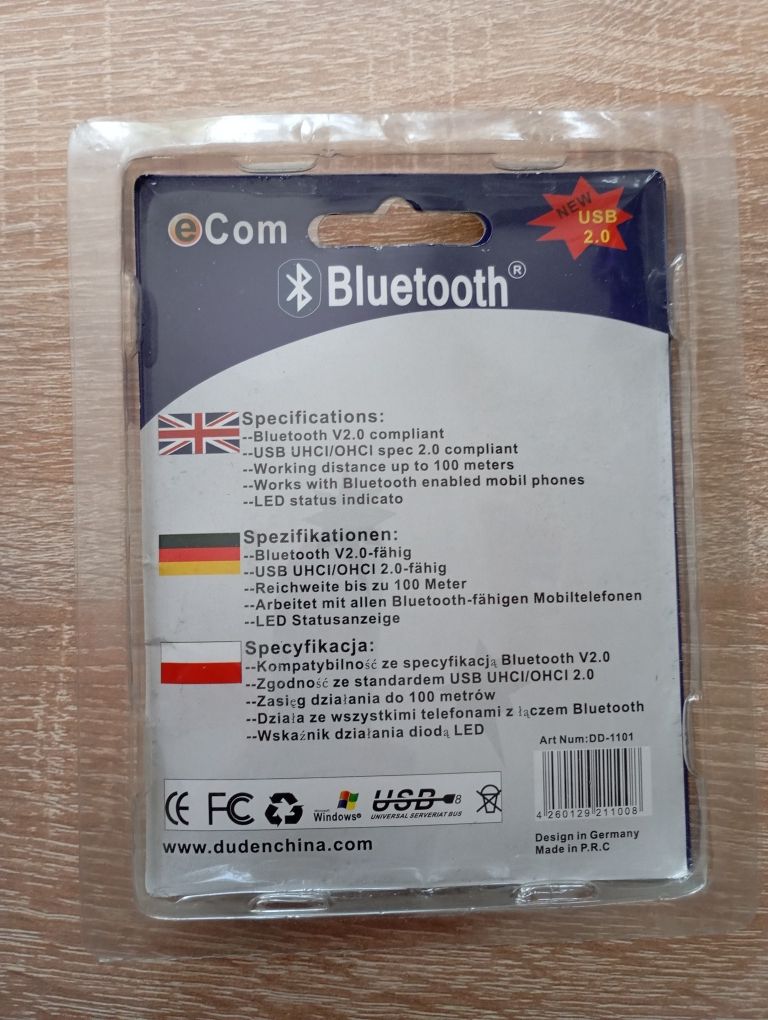 eCom
NEW
USB
2.0
Bluetooth®
Specifications:
--Bluetooth V2.0 compliant
--USB UHCI/OHCI spec 2.0 compliant
--Working distance up to 100 meters
--Works with Bluetooth enabled mobil phones
--LED status indicato
Spezifikationen:
--Bluetooth V2.0-fähig
--USB UHCI/OHCI 2.0-fähig
--Reichweite bis zu 100 Meter
--Arbeitet mit allen Bluetooth-fähigen Mobiltelefonen
--LED Statusanzeige
Specyfikacja:
--Kompatybilność ze specyfikacją Bluetooth V2.0
--Zgodność ze standardem USB UHCI/OHCI 2.0
--Zasięg działania do 100 metrów
--Działa ze wszystkimi telefonami z łączem Bluetooth
--Wskaźnik działania diodą LED
Art Num:DD-1101
CE FC Microsoft Windows® USB 8
UNIVERSAL SERVERIAT BUS
4 260129 211008
www.dudenchina.com
Design in Germany
Made in P.R.C